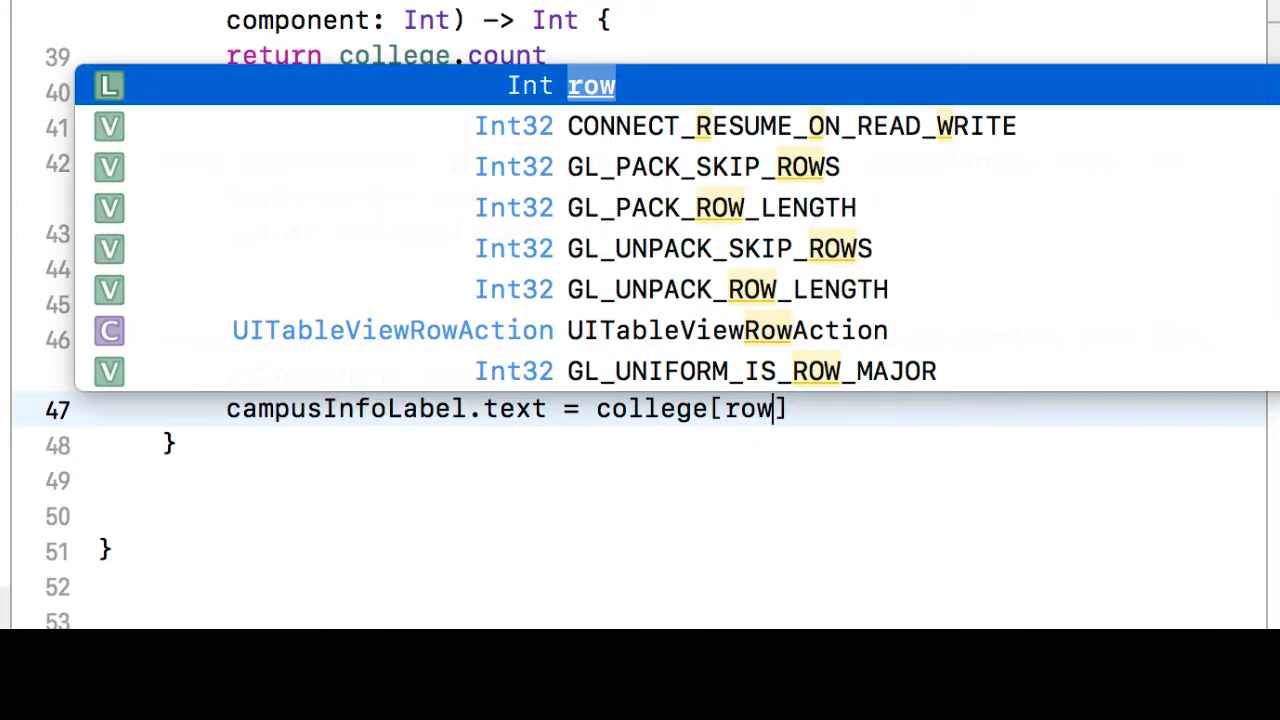 component: Int) -> Int {
39 return college.count
40 L Int row
41 V Int32 CONNECT_RESUME_ON_READ_WRITE
42 V Int32 GL_PACK_SKIP_ROWS
V Int32 GL_PACK_ROW_LENGTH
43 V Int32 GL_UNPACK_SKIP_ROWS
44
45 V Int32 GL_UNPACK_ROW_LENGTH
46 C UITableViewRowAction UITableViewRowAction
V Int32 GL_UNIFORM_IS_ROW_MAJOR
47 campusInfoLabel.text = college[row]
48 }
49
50
51 }
52
53